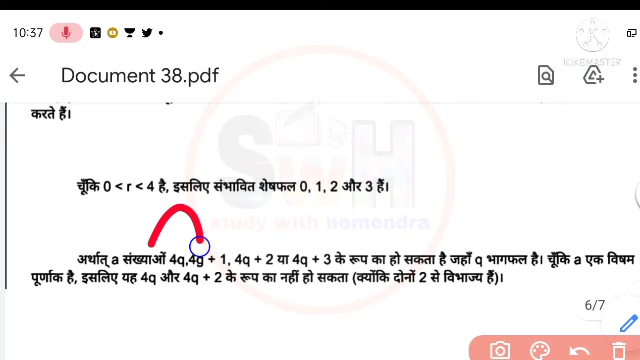 10:37
KINEMASTER
Document 38.pdf
करते हैं।
SWH
study with hemendra
चूँकि 0 < r < 4 है, इसलिए संभावित शेषफल 0, 1, 2 और 3 हैं।
अर्थात् a संख्याओं 4q,4q + 1, 4q + 2 या 4q + 3 के रूप का हो सकता है जहाँ q भागफल है। चूँकि a एक विषम
पूर्णाक है, इसलिए यह 4q और 4q + 2 के रूप का नहीं हो सकता (क्योंकि दोनों 2 से विभाज्य हैं)।
6/7